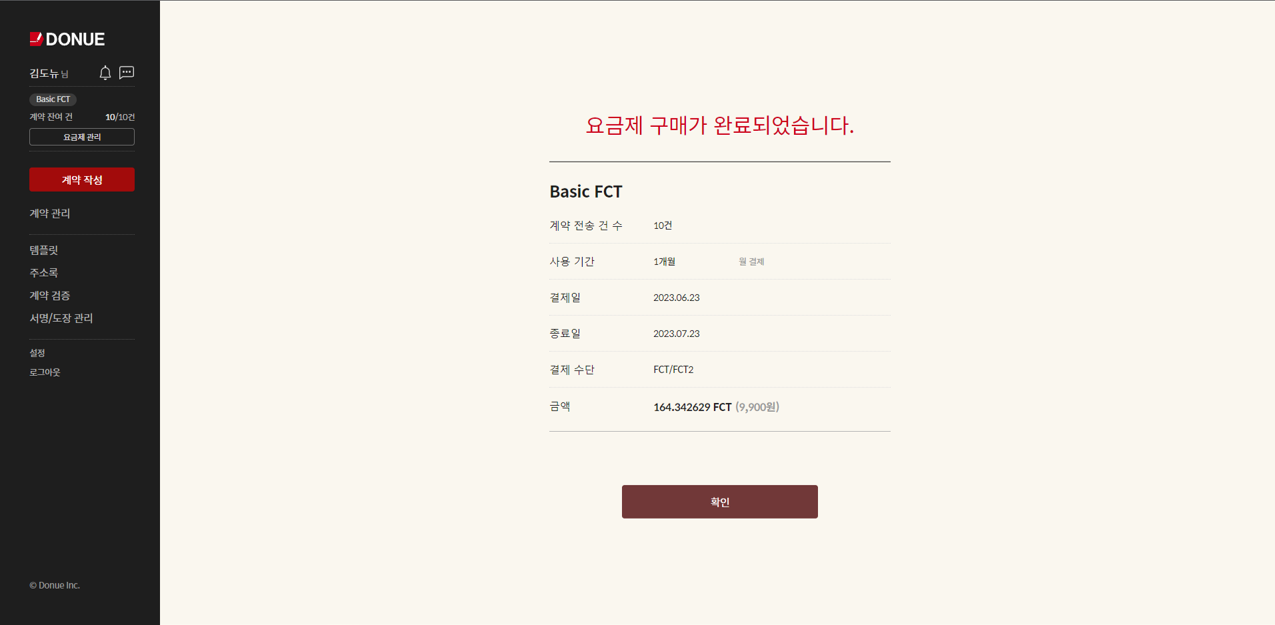 DONUE
김도뉴 님
Basic FCT
계약 잔여 건 10/10건
요금제 관리
계약 작성
계약 관리
템플릿
주소록
계약 검증
서명/도장 관리
설정
로그아웃
© Donue Inc.
요금제 구매가 완료되었습니다.
Basic FCT
계약 전송 건 수 10건
사용 기간 1개월 월 결제
결제일 2023.06.23
종료일 2023.07.23
결제 수단 FCT/FCT2
금액 164.342629 FCT (9,900원)
확인